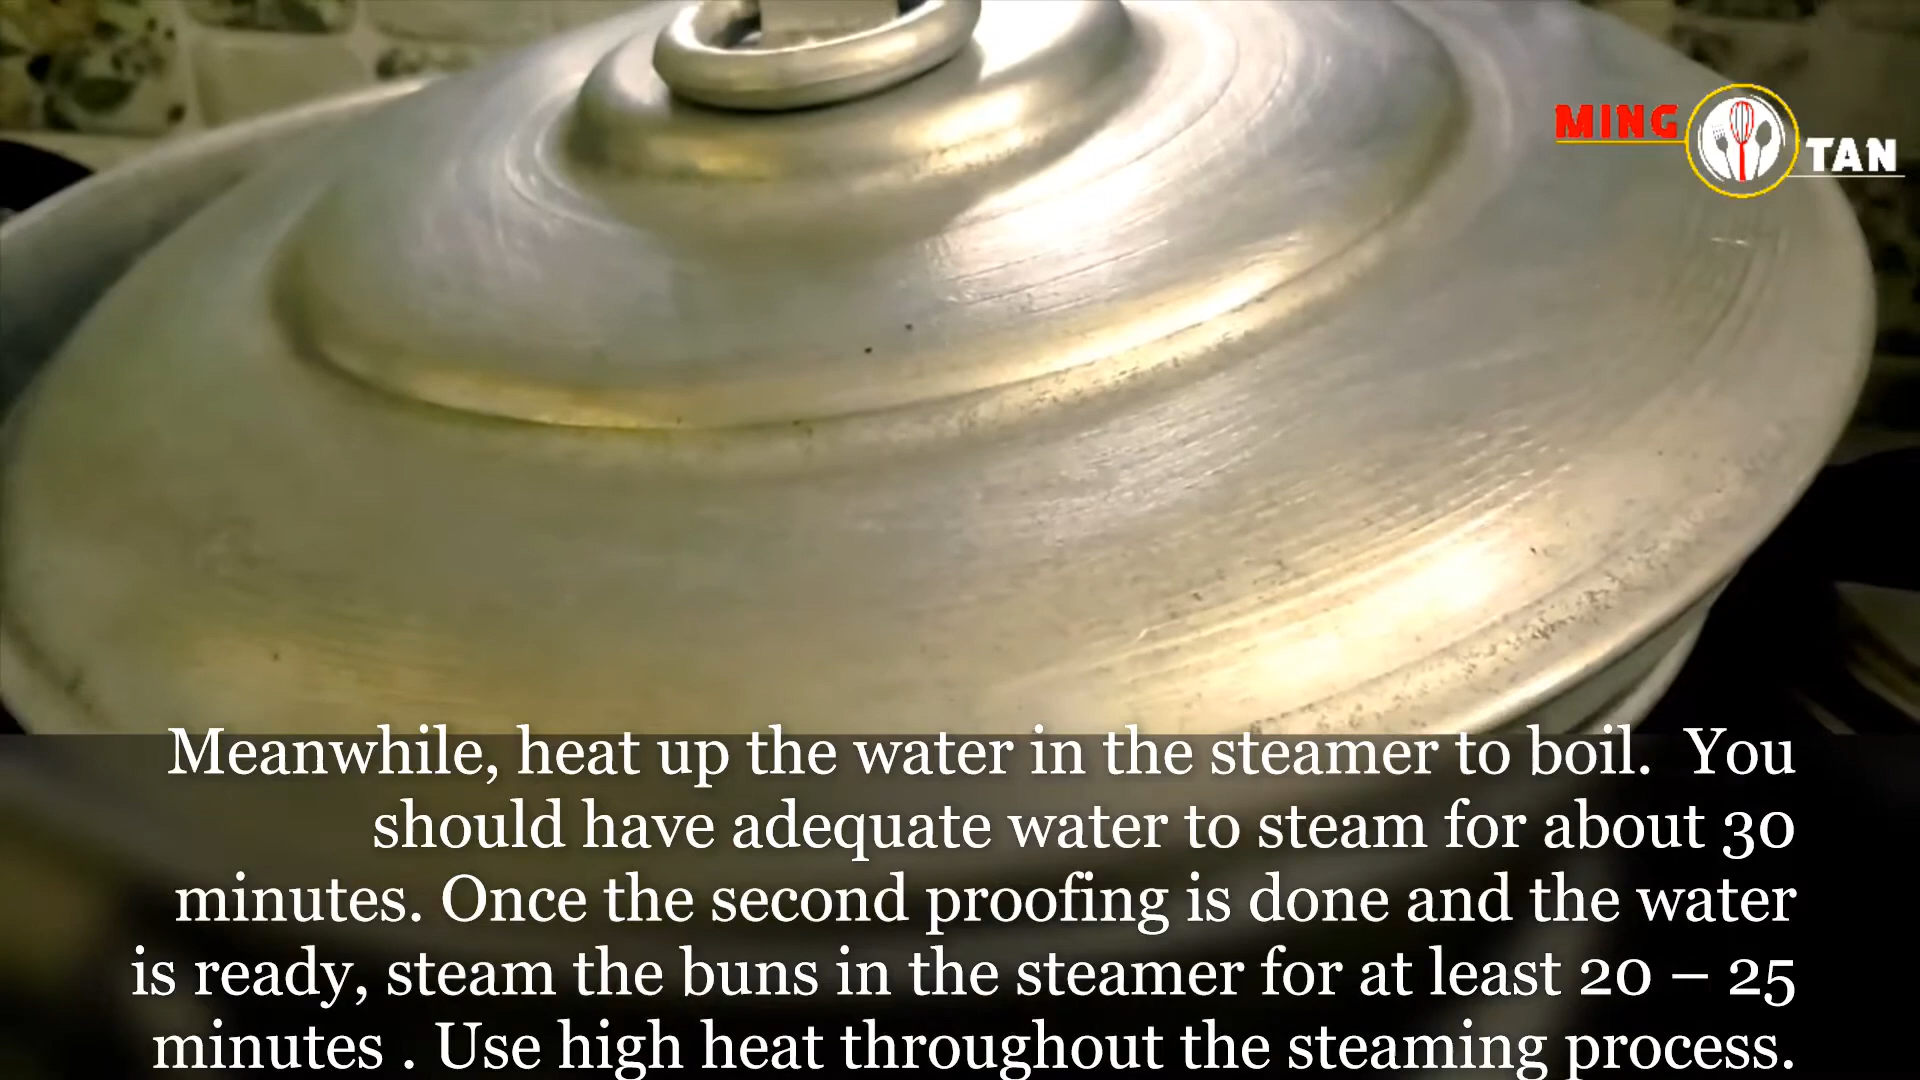 MING
TAN
Meanwhile, heat up the water in the steamer to boil.  You
should have adequate water to steam for about 30
minutes. Once the second proofing is done and the water
is ready, steam the buns in the steamer for at least 20 – 25
minutes . Use high heat throughout the steaming process.